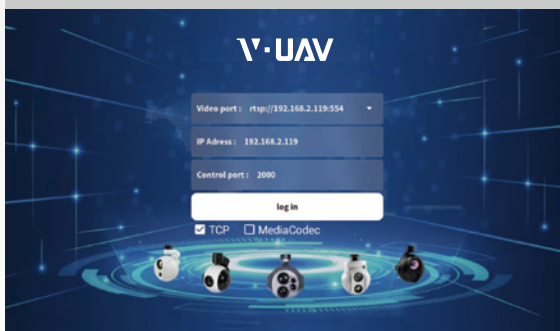 V·UAV
Video port : rtsp://192.168.2.119:554
IP Adress : 192.168.2.119
Control port : 2000
log in
TCP MediaCodec